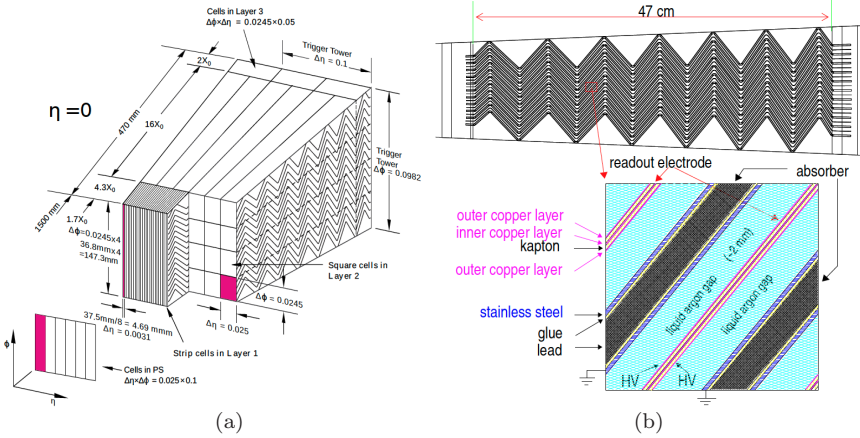 Cells in Layer 3
Δϕ×Δη = 0.0245×0.05
Trigger Tower
Δη = 0.1
2X₀
η=0
470 mm
16X₀
Trigger
Tower
Δϕ = 0.0982
4.3X₀
1500 mm
1.7X₀
Δϕ=0.0245x4
36.8mmx4
=147.3mm
Square cells in
Layer 2
Δϕ = 0.0245
37.5mm/8 = 4.69 mmm
Δη = 0.0031
Δη = 0.025
Strip cells in Layer 1
ϕ
η
Cells in PS
Δη×Δϕ = 0.025×0.1
(a)
47 cm
readout electrode
absorber
outer copper layer
inner copper layer
kapton
outer copper layer
(~2 mm)
liquid argon gap
liquid argon gap
stainless steel
glue
lead
HV
HV
(b)